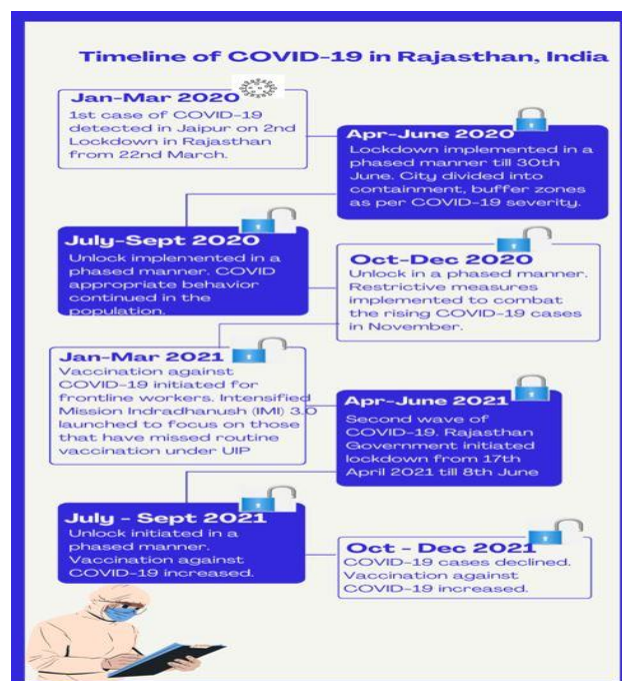 Timeline of COVID-19 in Rajasthan, India
Jan-Mar 2020
1st case of COVID-19
detected in Jaipur on 2nd
Lockdown in Rajasthan
from 22nd March.
Apr-June 2020
Lockdown implemented in a
phased manner till 30th
June. City divided into
containment, buffer zones
as per COVID-19 severity.
July-Sept 2020
Unlock implemented in a
phased manner. COVID
appropriate behavior
continued in the
population.
Oct-Dec 2020
Unlock in a phased manner.
Restrictive measures
implemented to combat
the rising COVID-19 cases
in November.
Jan-Mar 2021
Vaccination against
COVID-19 initiated for
frontline workers. Intensified
Mission Indradhanush (IMI) 3.0
launched to focus on those
that have missed routine
vaccination under UIP
Apr-June 2021
Second wave of
COVID-19. Rajasthan
Government initiated
lockdown from 17th
April 2021 till 8th June
July - Sept 2021
Unlock initiated in a
phased manner.
Vaccination against
COVID-19 increased.
Oct - Dec 2021
COVID-19 cases declined.
Vaccination against
COVID-19 increased.